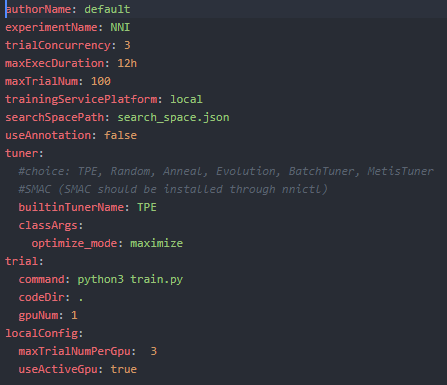 authorName: default
experimentName: NNI
trialConcurrency: 3
maxExecDuration: 12h
maxTrialNum: 100
trainingServicePlatform: local
searchSpacePath: search_space.json
useAnnotation: false
tuner:
  #choice: TPE, Random, Anneal, Evolution, BatchTuner, MetisTuner
  #SMAC (SMAC should be installed through nnictl)
  builtinTunerName: TPE
  classArgs:
    optimize_mode: maximize
trial:
  command: python3 train.py
  codeDir: .
  gpuNum: 1
localConfig:
  maxTrialNumPerGpu:  3
  useActiveGpu: true